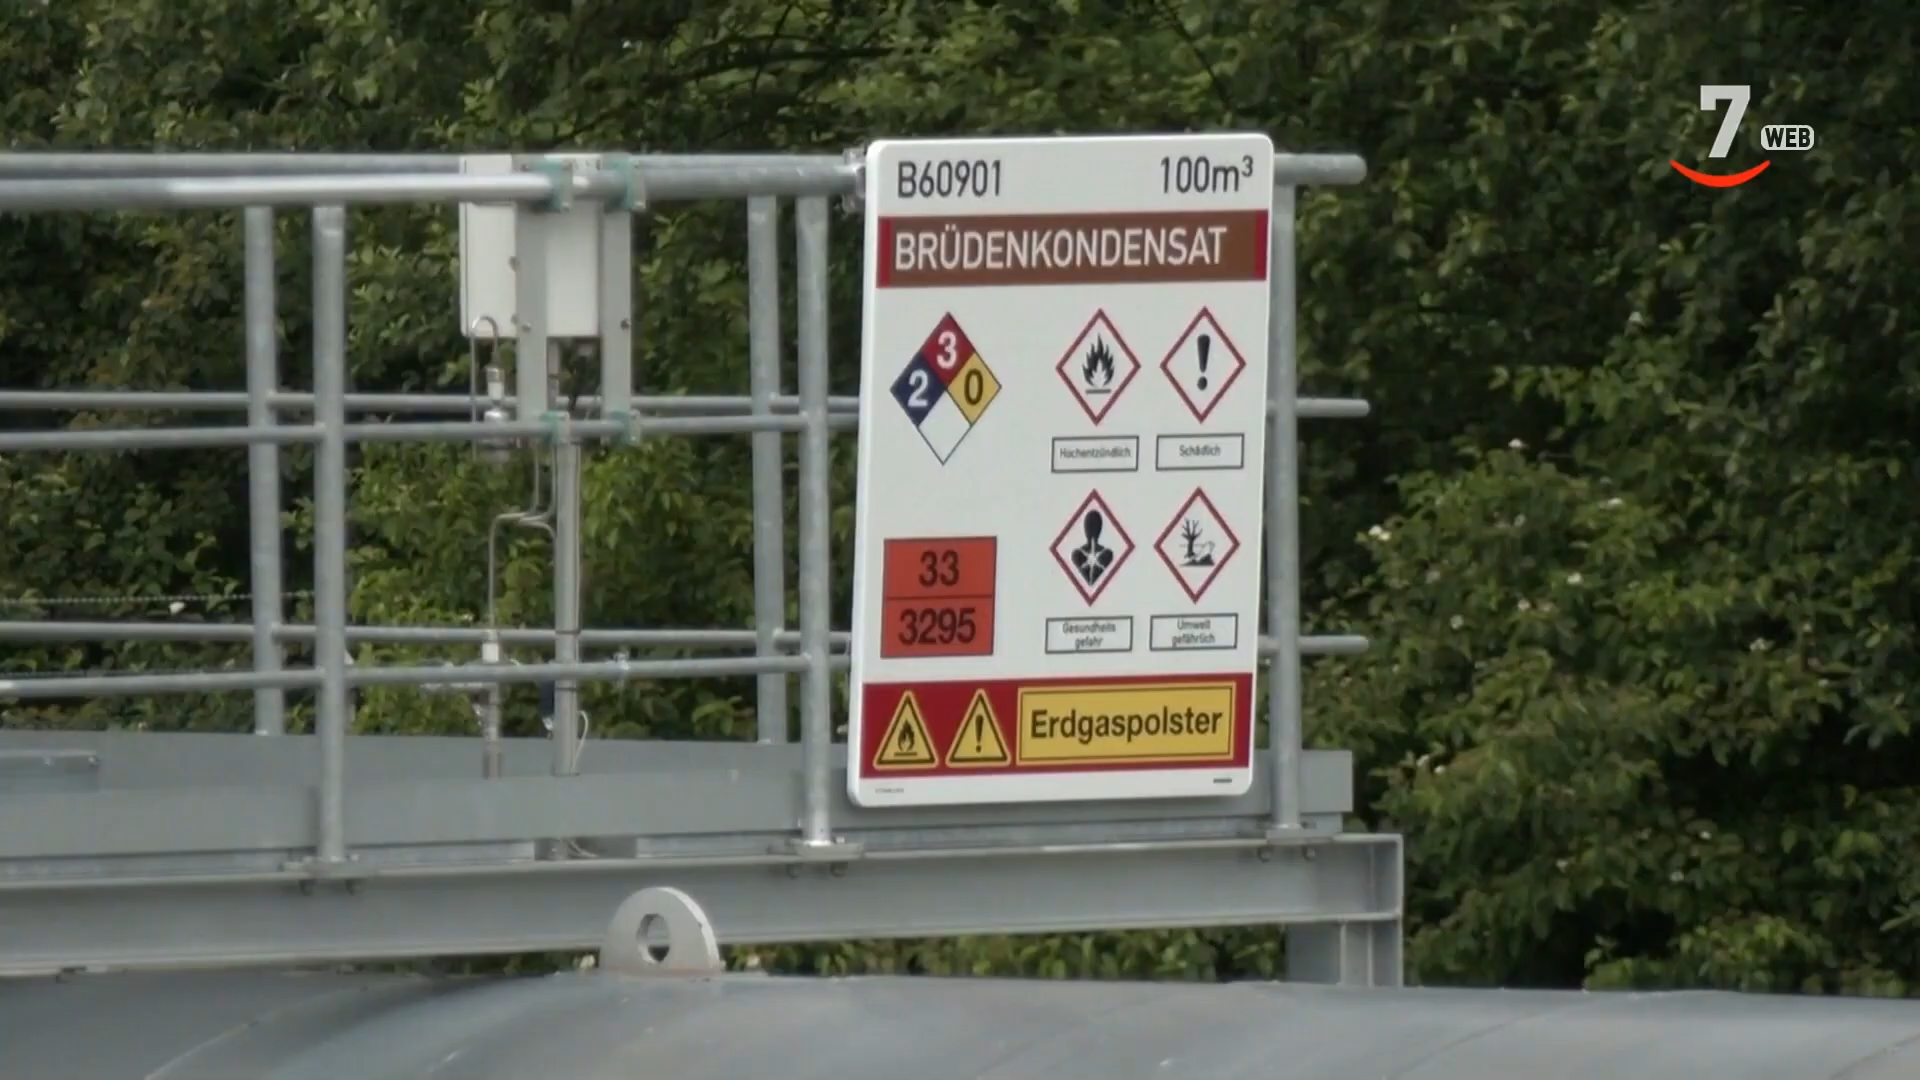 7 WEB
B60901 100m³
BRÜDENKONDENSAT
3
2 0
Hochentzündlich Schädlich
33
3295
Gesundheits
gefahr
Umwelt
gefährlich
Erdgaspolster